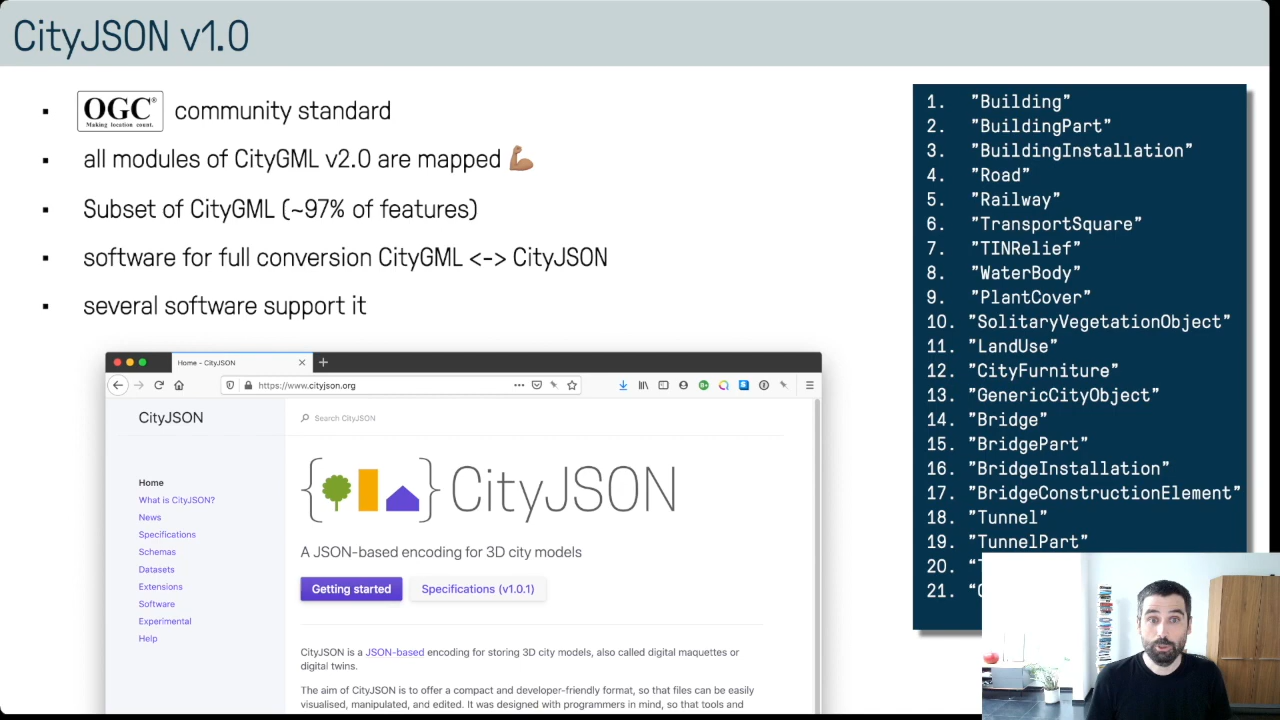 CityJSON v1.0
▪ OGC® community standard
Making location count.
▪ all modules of CityGML v2.0 are mapped 💪🏽
▪ Subset of CityGML (~97% of features)
▪ software for full conversion CityGML <-> CityJSON
▪ several software support it
Home - CityJSON
https://www.cityjson.org
CityJSON
Search CityJSON
Home
What is CityJSON?
News
Specifications
Schemas
Datasets
Extensions
Software
Experimental
Help
{ } CityJSON
A JSON-based encoding for 3D city models
Getting started
Specifications (v1.0.1)
CityJSON is a JSON-based encoding for storing 3D city models, also called digital maquettes or
digital twins.
The aim of CityJSON is to offer a compact and developer-friendly format, so that files can be easily
visualised, manipulated, and edited. It was designed with programmers in mind, so that tools and
1. "Building"
2. "BuildingPart"
3. "BuildingInstallation"
4. "Road"
5. "Railway"
6. "TransportSquare"
7. "TINRelief"
8. "WaterBody"
9. "PlantCover"
10. "SolitaryVegetationObject"
11. "LandUse"
12. "CityFurniture"
13. "GenericCityObject"
14. "Bridge"
15. "BridgePart"
16. "BridgeInstallation"
17. "BridgeConstructionElement"
18. "Tunnel"
19. "TunnelPart"
20.
21.